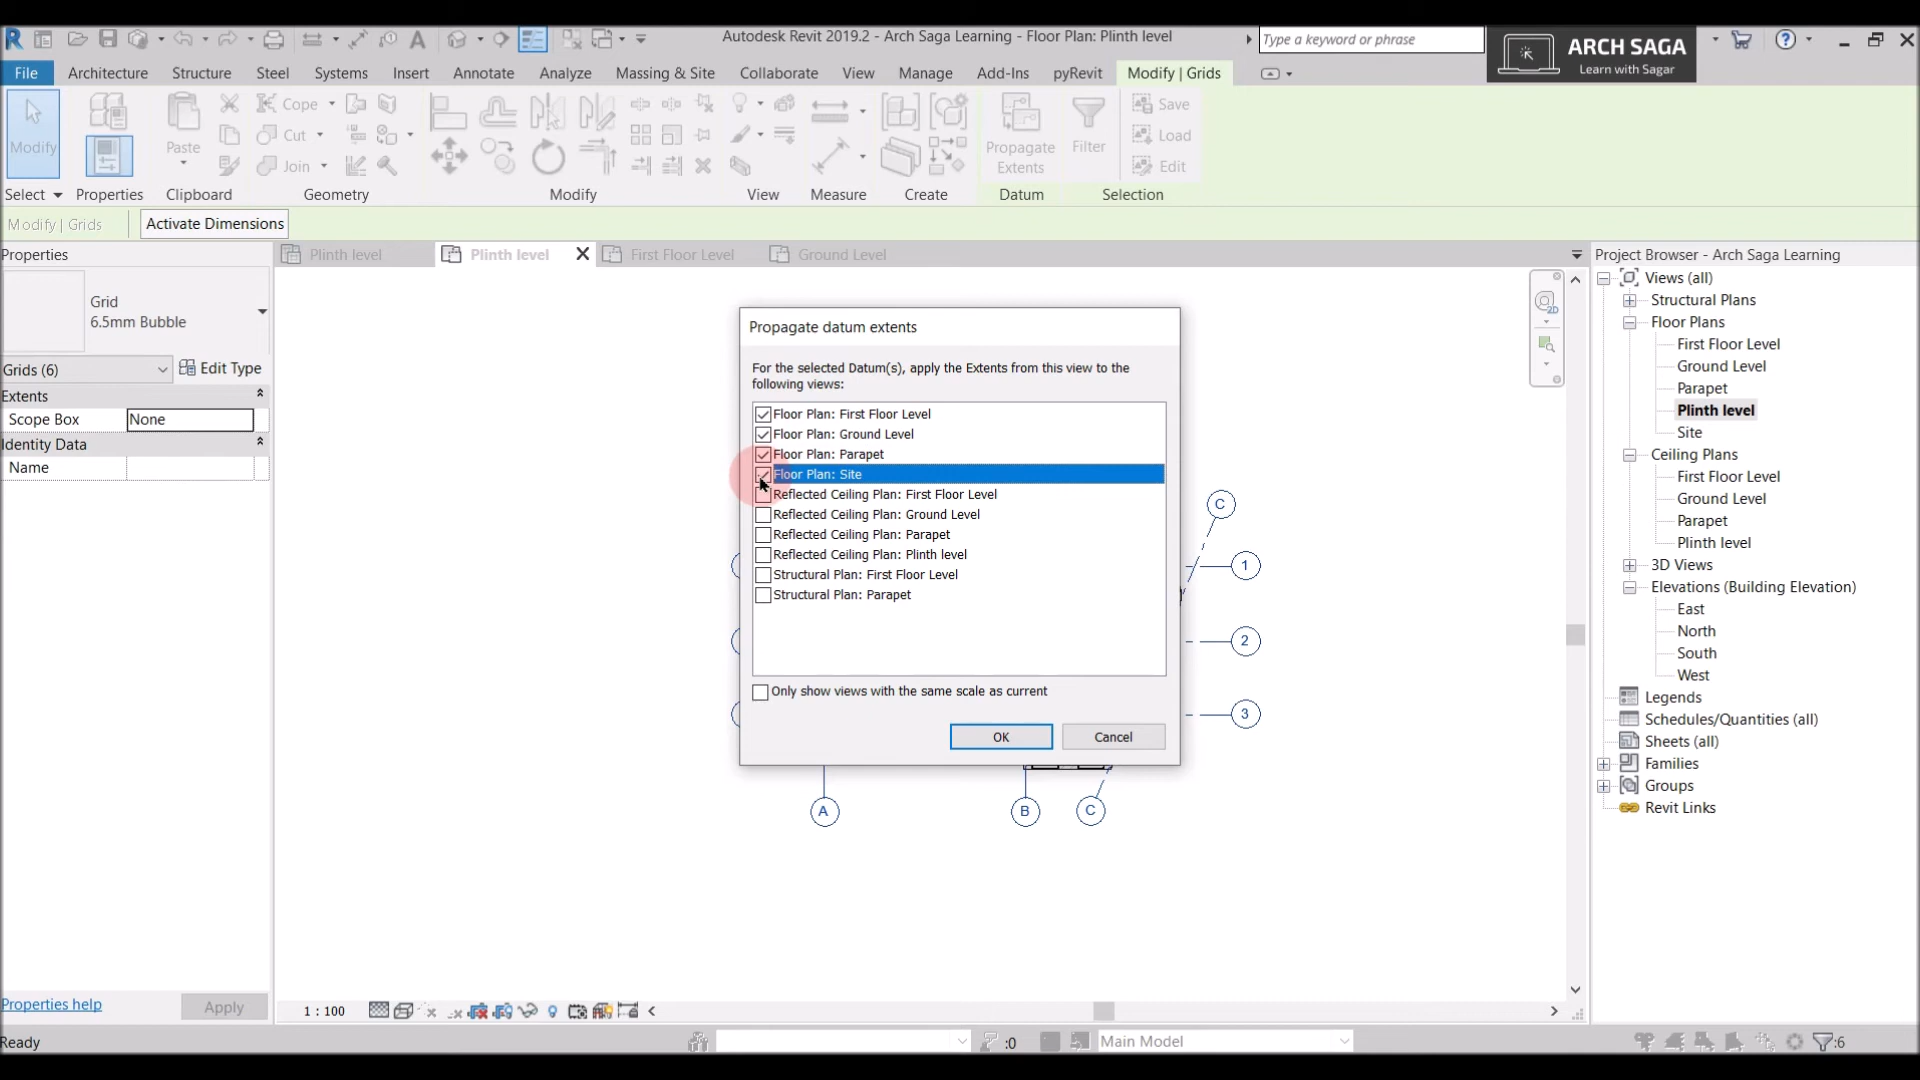 Autodesk Revit 2019.2 - Arch Saga Learning - Floor Plan: Plinth level
Type a keyword or phrase
ARCH SAGA
Learn with Sagar
File Architecture Structure Steel Systems Insert Annotate Analyze Massing & Site Collaborate View Manage Add-Ins pyRevit Modify | Grids
Modify
Paste
Cope
Cut
Join
Propagate
Extents
Filter
Save
Load
Edit
Select Properties Clipboard Geometry Modify View Measure Create Datum Selection
Modify | Grids
Activate Dimensions
Properties
Grid
6.5mm Bubble
Grids (6)
Edit Type
Extents
Scope Box None
Identity Data
Name
Properties help
Apply
Plinth level
Plinth level
First Floor Level
Ground Level
Propagate datum extents
For the selected Datum(s), apply the Extents from this view to the
following views:
Floor Plan: First Floor Level
Floor Plan: Ground Level
Floor Plan: Parapet
Floor Plan: Site
Reflected Ceiling Plan: First Floor Level
Reflected Ceiling Plan: Ground Level
Reflected Ceiling Plan: Parapet
Reflected Ceiling Plan: Plinth level
Structural Plan: First Floor Level
Structural Plan: Parapet
Only show views with the same scale as current
OK
Cancel
C
1
2
3
A
B
C
2D
Project Browser - Arch Saga Learning
Views (all)
Structural Plans
Floor Plans
First Floor Level
Ground Level
Parapet
Plinth level
Site
Ceiling Plans
First Floor Level
Ground Level
Parapet
Plinth level
3D Views
Elevations (Building Elevation)
East
North
South
West
Legends
Schedules/Quantities (all)
Sheets (all)
Families
Groups
Revit Links
1 : 100
Ready
:0
Main Model
:6